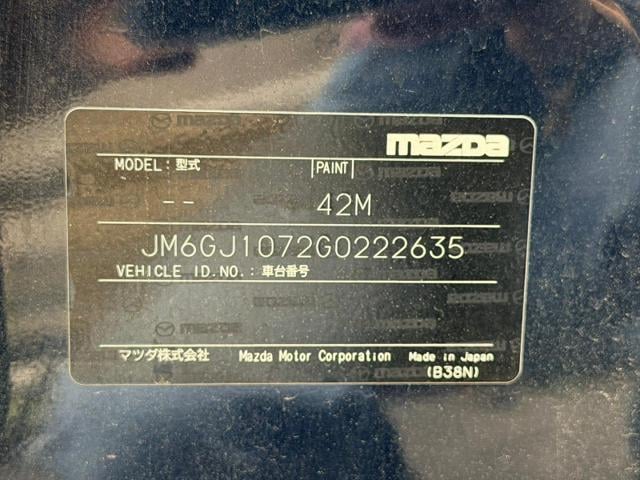 mazda
MODEL: 型式 PAINT
-- 42M
JM6GJ1072G0222635
VEHICLE ID.NO.: 車台番号
マツダ株式会社 Mazda Motor Corporation Made in Japan
(B38N)